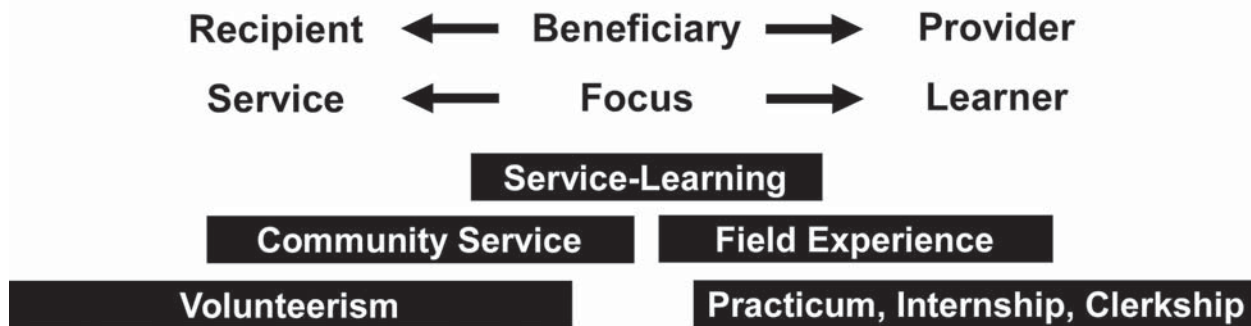 Recipient Beneficiary Provider
Service Focus Learner
Service-Learning
Community Service Field Experience
Volunteerism Practicum, Internship, Clerkship